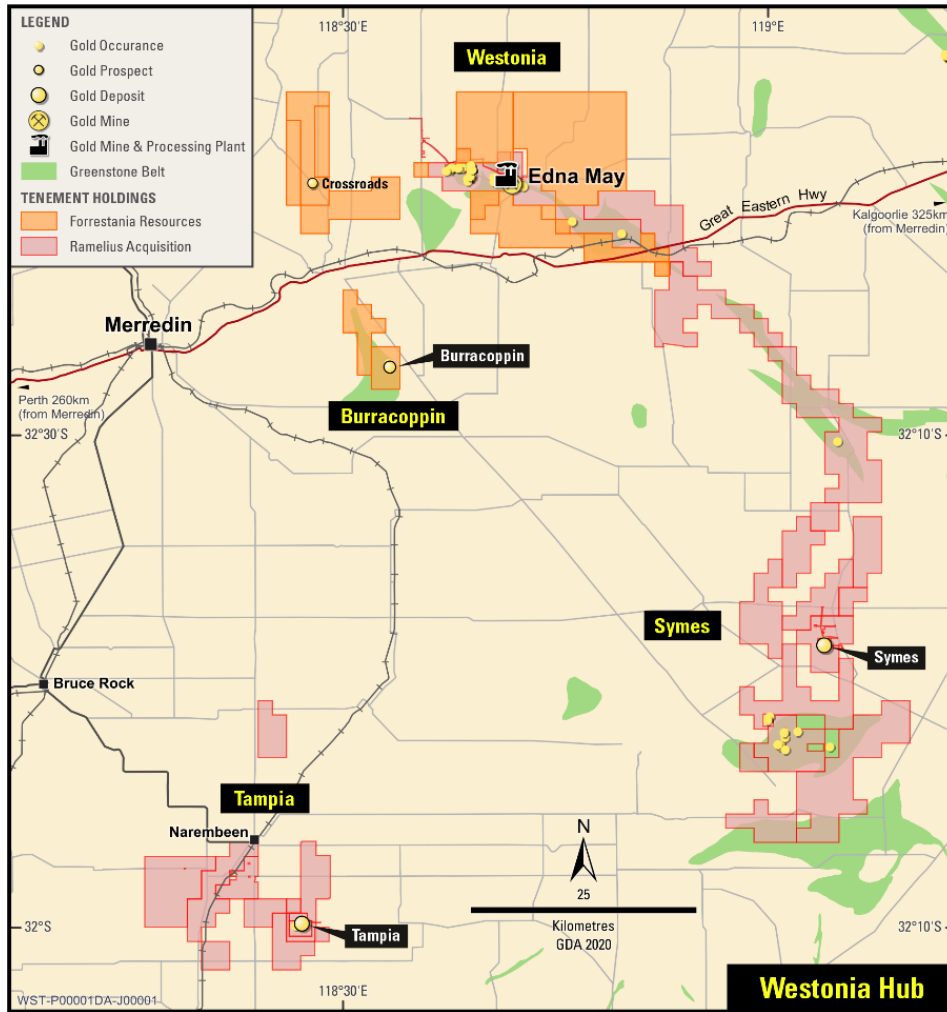 LEGEND
Gold Occurance
Gold Prospect
Gold Deposit
Gold Mine
Gold Mine & Processing Plant
Greenstone Belt
TENEMENT HOLDINGS
Forrestania Resources
Ramelius Acquisition
118°30'E
119°E
Westonia
Crossroads
Edna May
Great Eastern Hwy
Kalgoorlie 325km
(from Merredin)
Merredin
Burracoppin
Burracoppin
Perth 260km
(from Merredin)
32°30'S
32°10'S
Symes
Symes
Bruce Rock
Tampia
Narembeen
N
25
Kilometres
GDA 2020
32°S
32°10'S
Tampia
118°30'E
WST-P00001DA-J00001
Westonia Hub